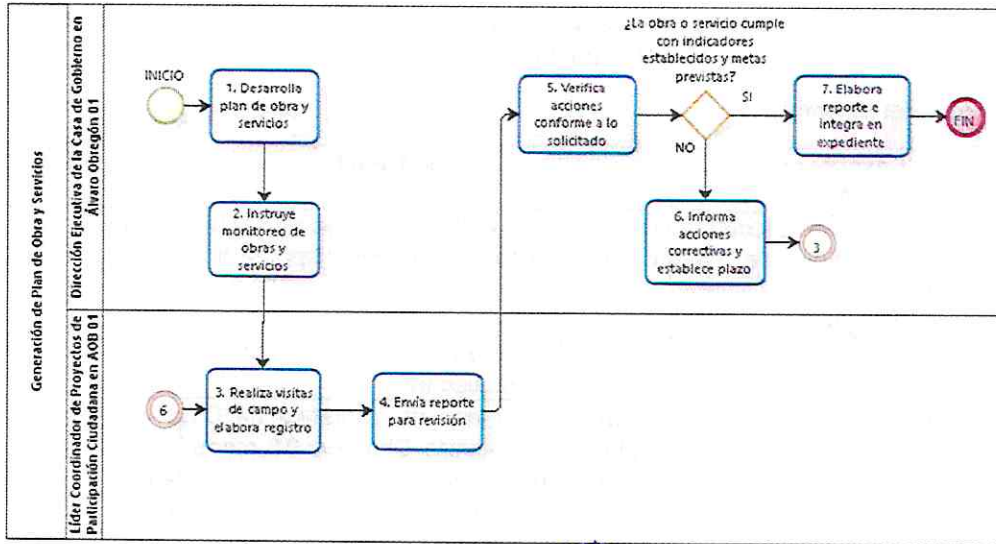 Generación de Plan de Obra y Servicios
Dirección Ejecutiva de la Casa de Gobierno en
Álvaro Obregón 01
INICIO
1. Desarrolla
plan de obra y
servicios
2. Instruye
monitoreo de
obras y
servicios
5. Verifica
acciones
conforme a lo
solicitado
¿La obra o servicio cumple
con indicadores
establecidos y metas
previstas?
SI
NO
7. Elabora
reporte e
integra en
expediente
FIN
6. Informa
acciones
correctivas y
establece plazo
3
Líder Coordinador de Proyectos de
Participación Ciudadana en AOB 01
6
3. Realiza visitas
de campo y
elabora registro
4. Envía reporte
para revisión